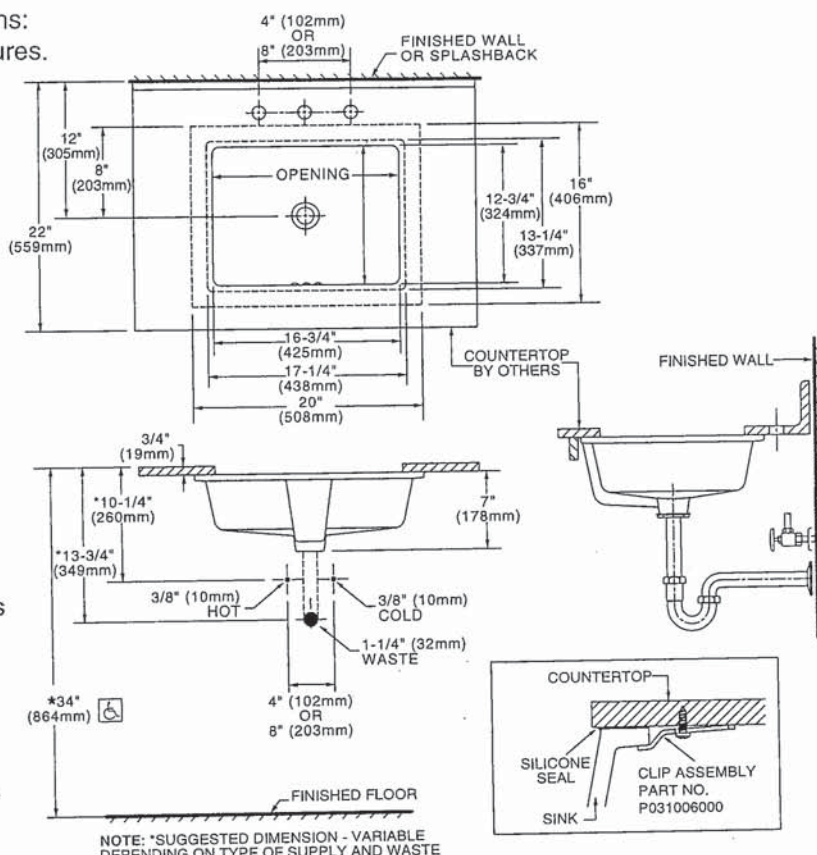 ns:
ures.
4" (102mm)
OR
8" (203mm)
FINISHED WALL
OR SPLASHBACK
12"
(305mm)
8"
(203mm)
22"
(559mm)
OPENING
12-3/4"
(324mm)
13-1/4"
(337mm)
16"
(406mm)
16-3/4"
(425mm)
17-1/4"
(438mm)
20"
(508mm)
COUNTERTOP
BY OTHERS
FINISHED WALL
3/4"
(19mm)
*10-1/4"
(260mm)
*13-3/4"
(349mm)
7"
(178mm)
3/8" (10mm)
HOT
3/8" (10mm)
COLD
1-1/4" (32mm)
WASTE
s
*34"
(864mm)
4" (102mm)
OR
8" (203mm)
COUNTERTOP
SILICONE
SEAL
CLIP ASSEMBLY
PART NO.
P031006000
SINK
FINISHED FLOOR
NOTE: *SUGGESTED DIMENSION - VARIABLE
DEPENDING ON TYPE OF SUPPLY AND WASTE